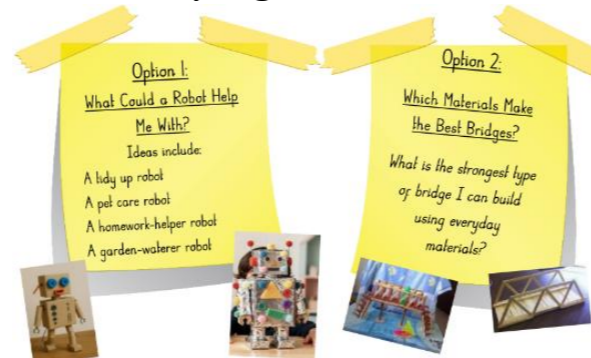 Option 1:
What Could a Robot Help
Me With?
Ideas include:
A tidy up robot
A pet care robot
A homework-helper robot
A garden-waterer robot
Option 2:
Which Materials Make
the Best Bridges?
What is the strongest type
of bridge I can build
using everyday
materials?